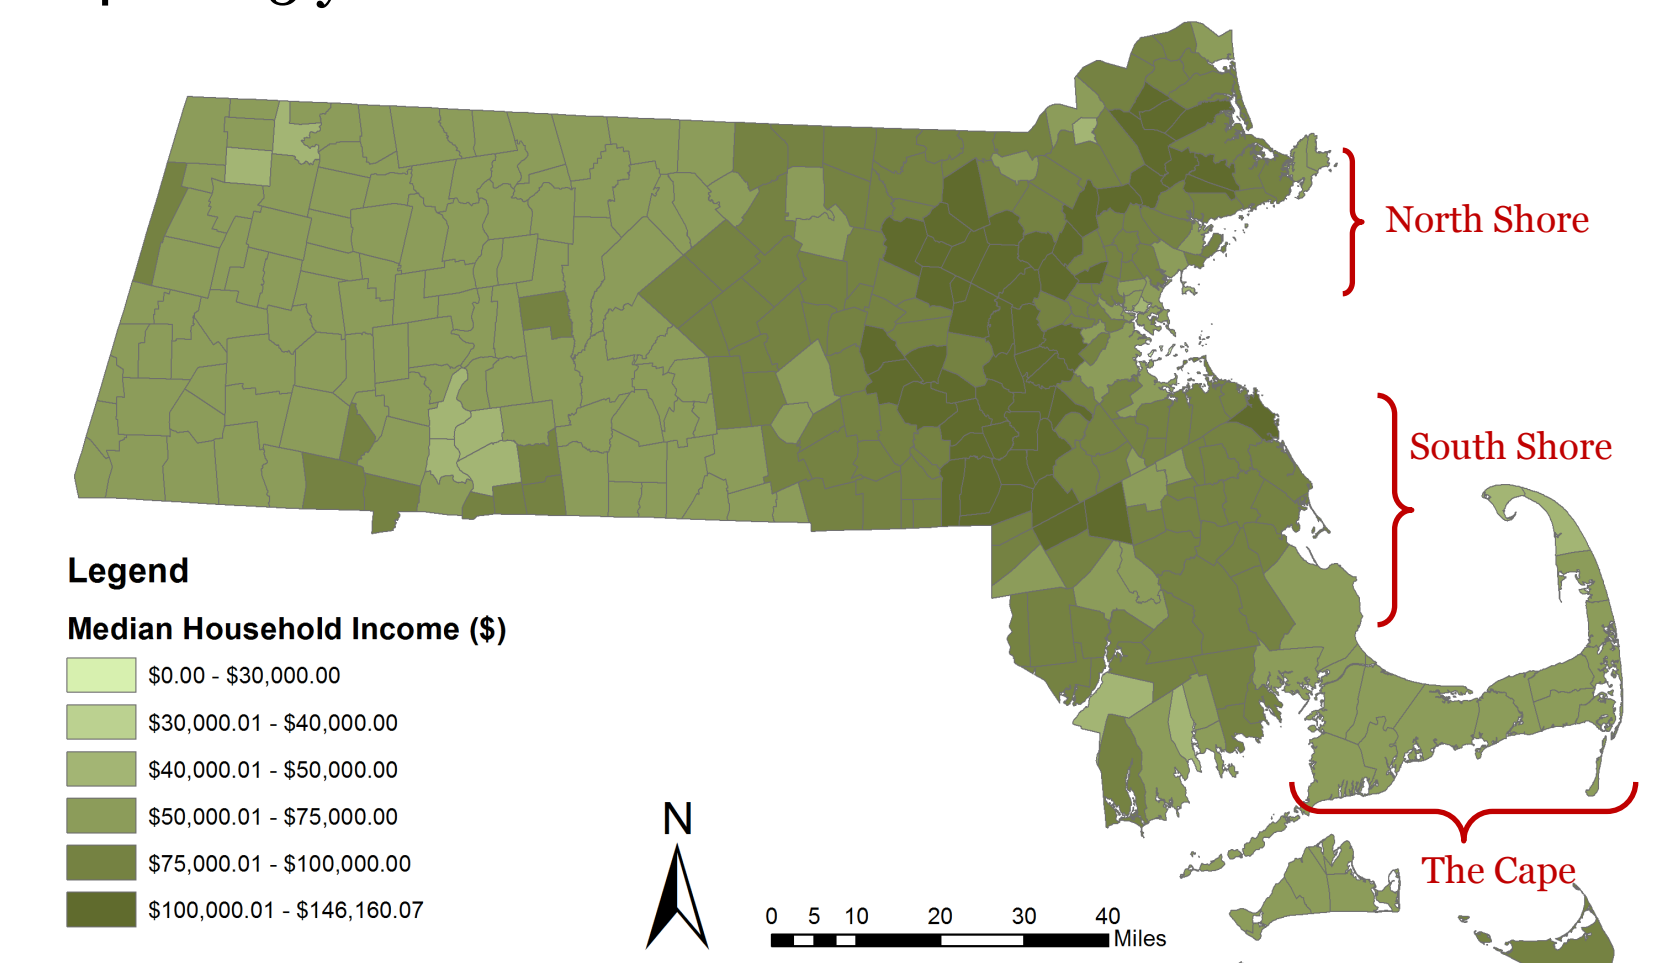 North Shore
South Shore
Legend
Median Household Income ($)
$0.00 - $30,000.00
$30,000.01 - $40,000.00
$40,000.01 - $50,000.00
$50,000.01 - $75,000.00
$75,000.01 - $100,000.00
$100,000.01 - $146,160.07
N
0 5 10 20 30 40
Miles
The Cape